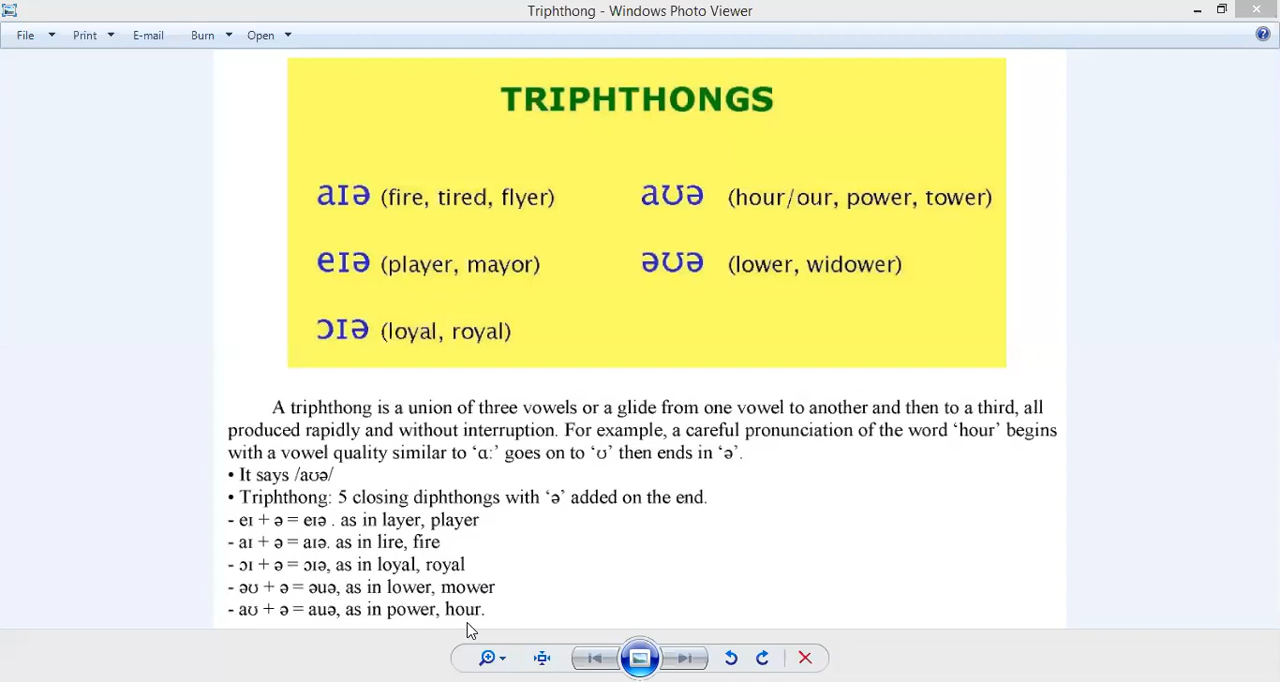 Triphthong - Windows Photo Viewer
File Print E-mail Burn Open
TRIPHTHONGS
aɪə (fire, tired, flyer) aʊə (hour/our, power, tower)
eɪə (player, mayor) əʊə (lower, widower)
ɔɪə (loyal, royal)
A triphthong is a union of three vowels or a glide from one vowel to another and then to a third, all
produced rapidly and without interruption. For example, a careful pronunciation of the word ‘hour’ begins
with a vowel quality similar to ‘ɑː’ goes on to ‘ʊ’ then ends in ‘ə’.
• It says /aʊə/
• Triphthong: 5 closing diphthongs with ‘ə’ added on the end.
- eɪ + ə = eɪə . as in layer, player
- aɪ + ə = aɪə. as in lire, fire
- ɔɪ + ə = ɔɪə, as in loyal, royal
- əʊ + ə = əuə, as in lower, mower
- aʊ + ə = auə, as in power, hour.